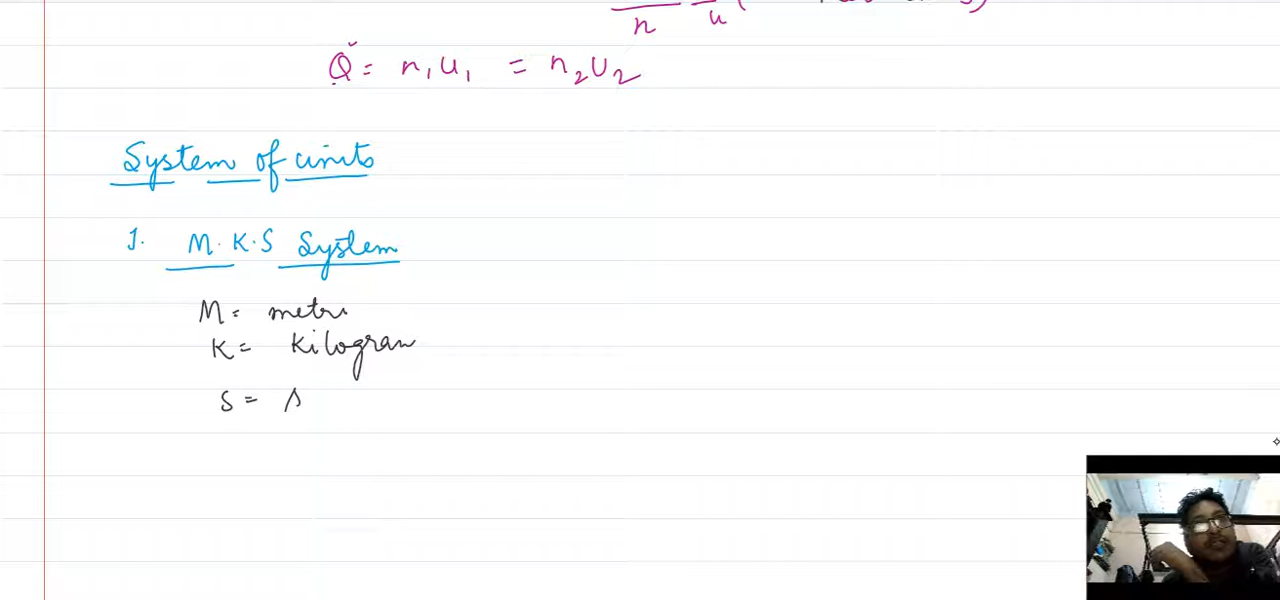 n u
Q = n₁u₁ = n₂u₂
System of units
1. M.K.S System
M = metre
K = Kilogram
S = s